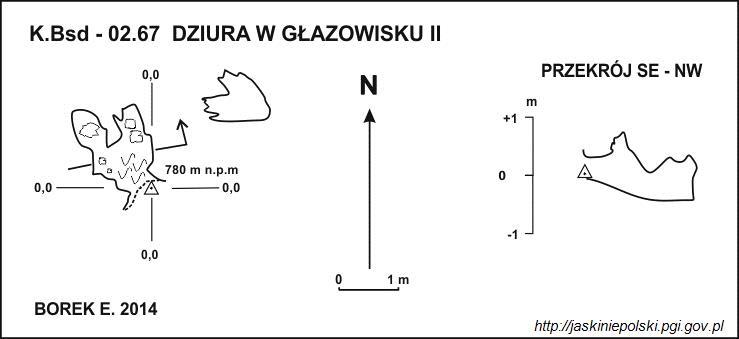 K.Bsd - 02.67 DZIURA W GŁAZOWISKU II
PRZEKRÓJ SE - NW
0,0
N
m
+1
780 m n.p.m
0
0,0
0,0
-1
0,0
0 1 m
BOREK E. 2014
http://jaskiniepolski.pgi.gov.pl